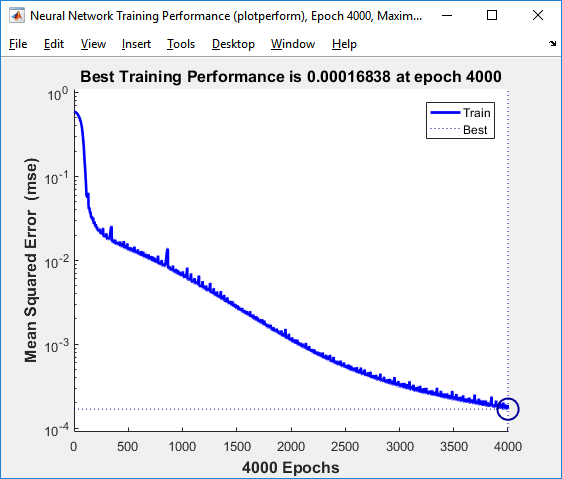 Neural Network Training Performance (plotperform), Epoch 4000, Maxim...
File Edit View Insert Tools Desktop Window Help
Best Training Performance is 0.00016838 at epoch 4000
Mean Squared Error (mse)
10^0
10^-1
10^-2
10^-3
10^-4
Train
Best
0 500 1000 1500 2000 2500 3000 3500 4000
4000 Epochs